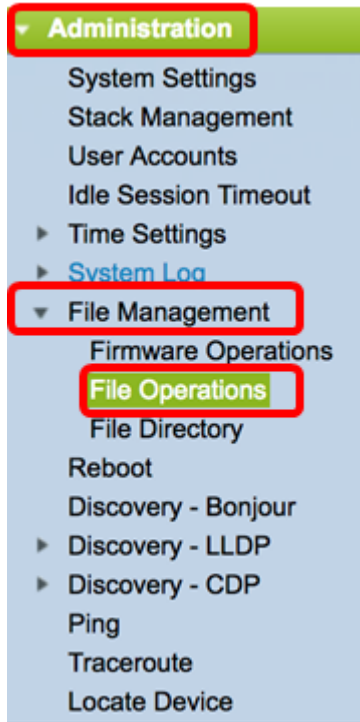 Administration
System Settings
Stack Management
User Accounts
Idle Session Timeout
Time Settings
System Log
File Management
Firmware Operations
File Operations
File Directory
Reboot
Discovery - Bonjour
Discovery - LLDP
Discovery - CDP
Ping
Traceroute
Locate Device